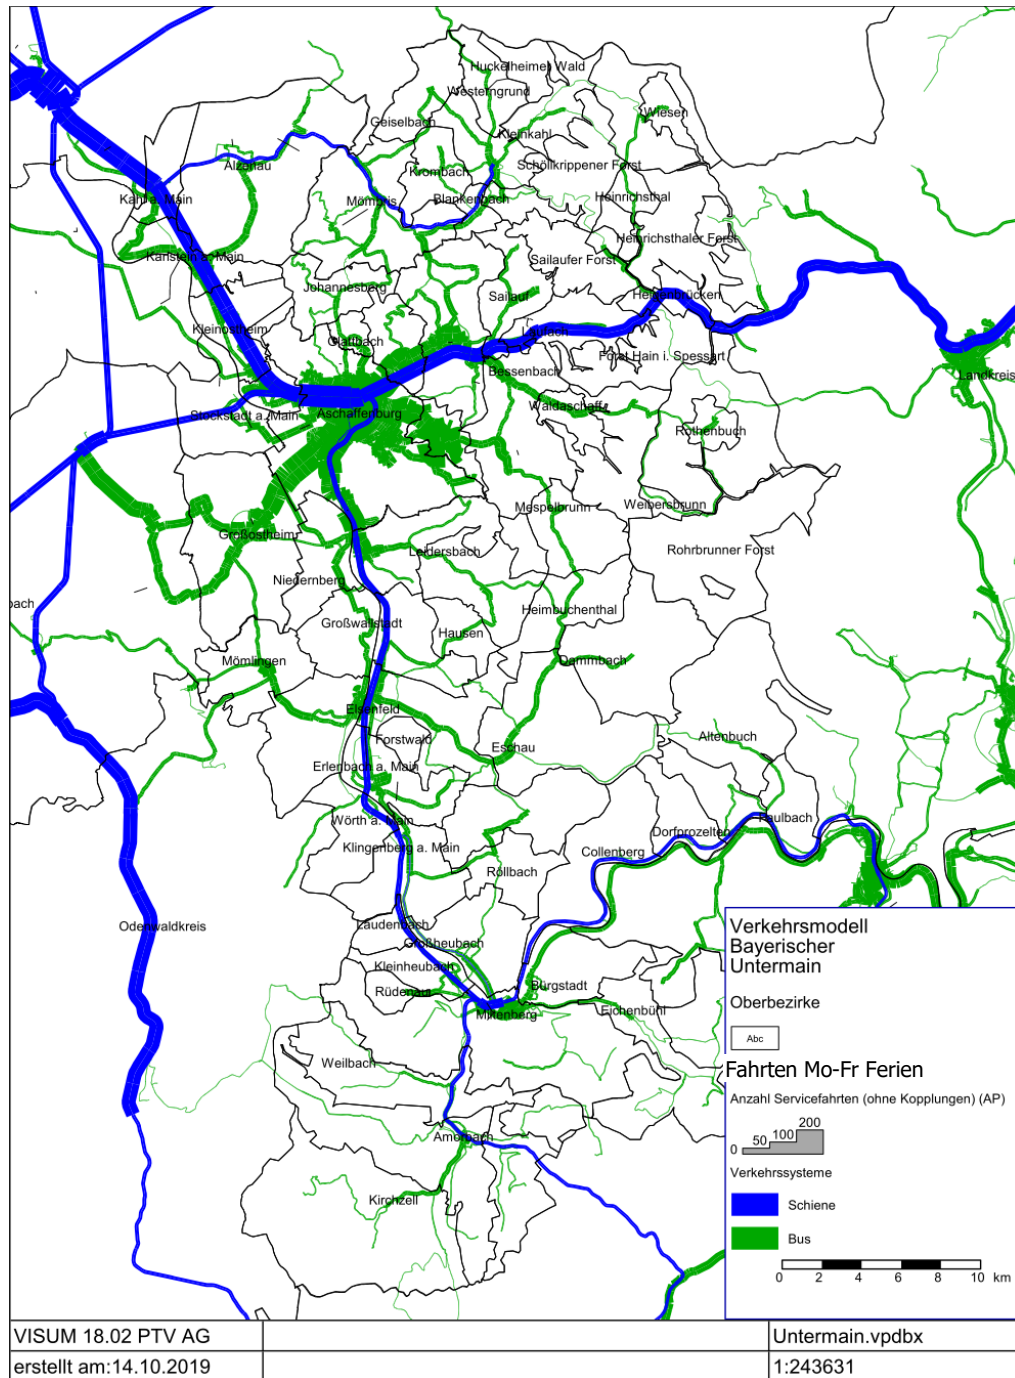 Huckelheimer Wald
Westerngrund
Wiesen
Geiselbach
Kleinkahl
Alzenau
Krombach
Schöllkrippener Forst
Kahl a. Main
Mömbris
Blankenbach
Heinrichsthal
Heinrichsthaler Forst
Karlstein a. Main
Sailaufer Forst
Johannesberg
Sailauf
Heigenbrücken
Kleinostheim
Glattbach
Laufach
Forst Hain i. Spessart
Bessenbach
Landkreis
Stockstadt a. Main
Aschaffenburg
Waldaschaff
Rothenbuch
Mespelbrunn
Weibersbrunn
Großostheim
Leidersbach
Rohrbrunner Forst
Niedernberg
bach
Heimbuchenthal
Großwallstadt
Hausen
Mömlingen
Dammbach
Elsenfeld
Forstwald
Altenbuch
Eschau
Erlenbach a. Main
Wörth a. Main
Faulbach
Dorfprozelten
Klingenberg a. Main
Collenberg
Röllbach
Odenwaldkreis
Laudenbach
Großheubach
Kleinheubach
Rüdenau
Bürgstadt
Miltenberg
Eichenbühl
Weilbach
Amorbach
Kirchzell
Verkehrsmodell
Bayerischer
Untermain
Oberbezirke
Abc
Fahrten Mo-Fr Ferien
Anzahl Servicefahrten (ohne Kopplungen) (AP)
0 50 100 200
Verkehrssysteme
Schiene
Bus
0 2 4 6 8 10 km
VISUM 18.02 PTV AG
Untermain.vpdbx
erstellt am:14.10.2019
1:243631